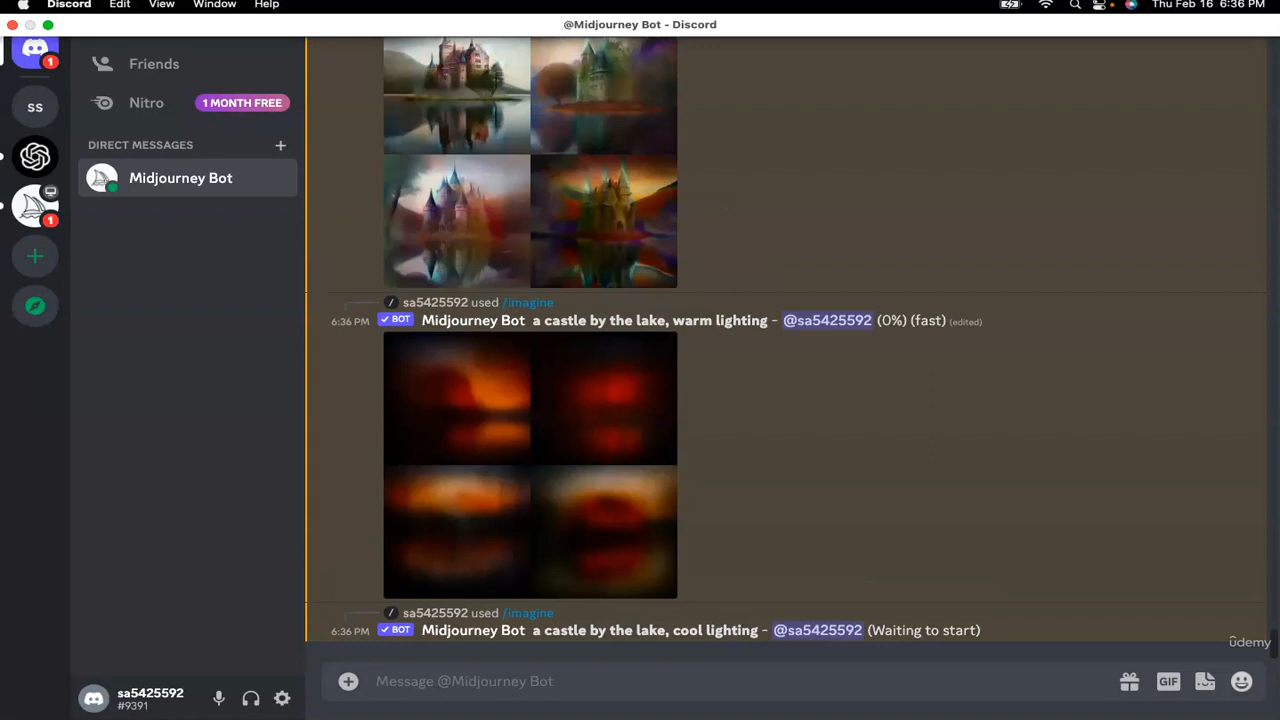 Discord Edit View Window Help Thu Feb 16 6:36 PM
@Midjourney Bot - Discord
1
Friends
Nitro 1 MONTH FREE
SS
DIRECT MESSAGES +
Midjourney Bot
1
/ sa5425592 used /imagine
6:36 PM ✓ BOT Midjourney Bot a castle by the lake, warm lighting - @sa5425592 (0%) (fast) (edited)
/ sa5425592 used /imagine
6:36 PM ✓ BOT Midjourney Bot a castle by the lake, cool lighting - @sa5425592 (Waiting to start)
ûdemy
Message @Midjourney Bot GIF
sa5425592
#9391